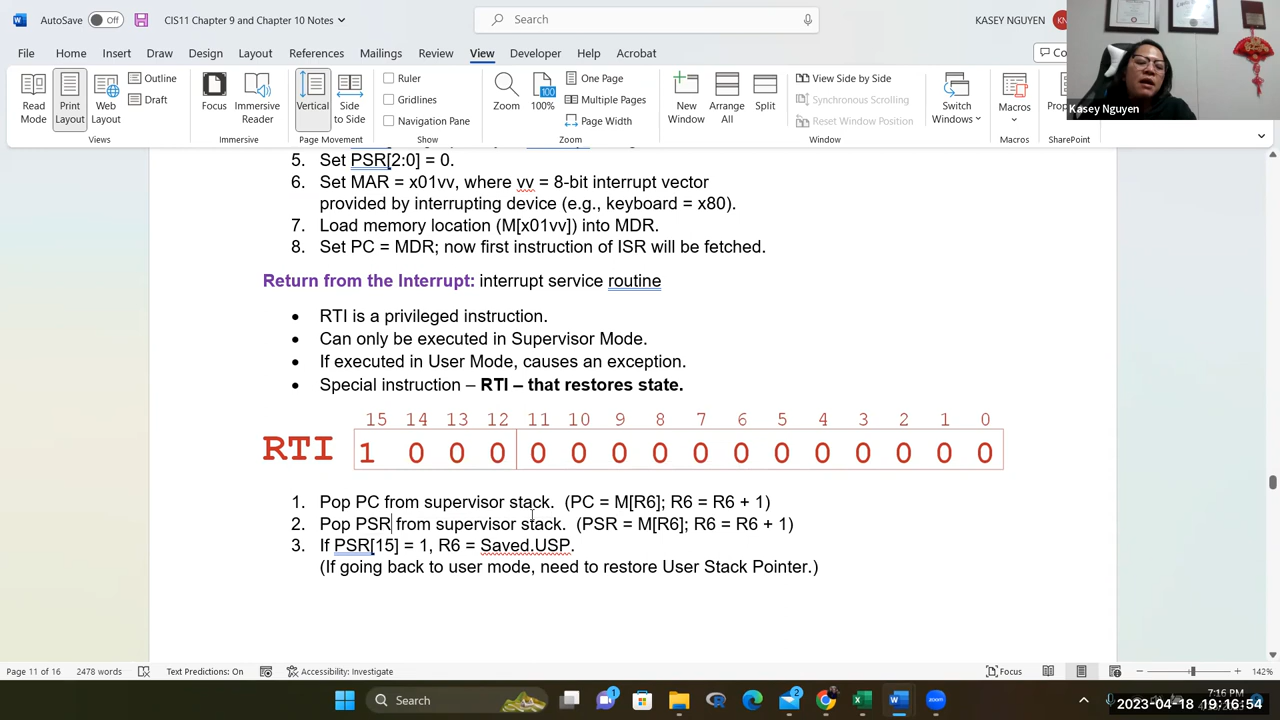 AutoSave Off CIS11 Chapter 9 and Chapter 10 Notes Search KASEY NGUYEN KN
File Home Insert Draw Design Layout References Mailings Review View Developer Help Acrobat Co
Read Mode Print Layout Web Layout Outline Draft Views
Focus Immersive Reader Immersive
Vertical Side to Side Page Movement
Ruler Gridlines Navigation Pane Show
Zoom 100 100% One Page Multiple Pages Page Width Zoom
New Window Arrange All Split View Side by Side Synchronous Scrolling Reset Window Position Switch Windows Window
Macros Macros
Prop SharePoint
Kasey Nguyen
5. Set PSR[2:0] = 0.
6. Set MAR = x01vv, where vv = 8-bit interrupt vector
provided by interrupting device (e.g., keyboard = x80).
7. Load memory location (M[x01vv]) into MDR.
8. Set PC = MDR; now first instruction of ISR will be fetched.
Return from the Interrupt: interrupt service routine
• RTI is a privileged instruction.
• Can only be executed in Supervisor Mode.
• If executed in User Mode, causes an exception.
• Special instruction – RTI – that restores state.
15 14 13 12 11 10 9 8 7 6 5 4 3 2 1 0
RTI 1 0 0 0 0 0 0 0 0 0 0 0 0 0 0 0
1. Pop PC from supervisor stack. (PC = M[R6]; R6 = R6 + 1)
2. Pop PSR from supervisor stack. (PSR = M[R6]; R6 = R6 + 1)
3. If PSR[15] = 1, R6 = Saved.USP.
(If going back to user mode, need to restore User Stack Pointer.)
Page 11 of 16 2478 words Text Predictions: On Accessibility: Investigate Focus 142%
Search 1 2 zoom 7:16 PM
2023-04-18 19:16:54